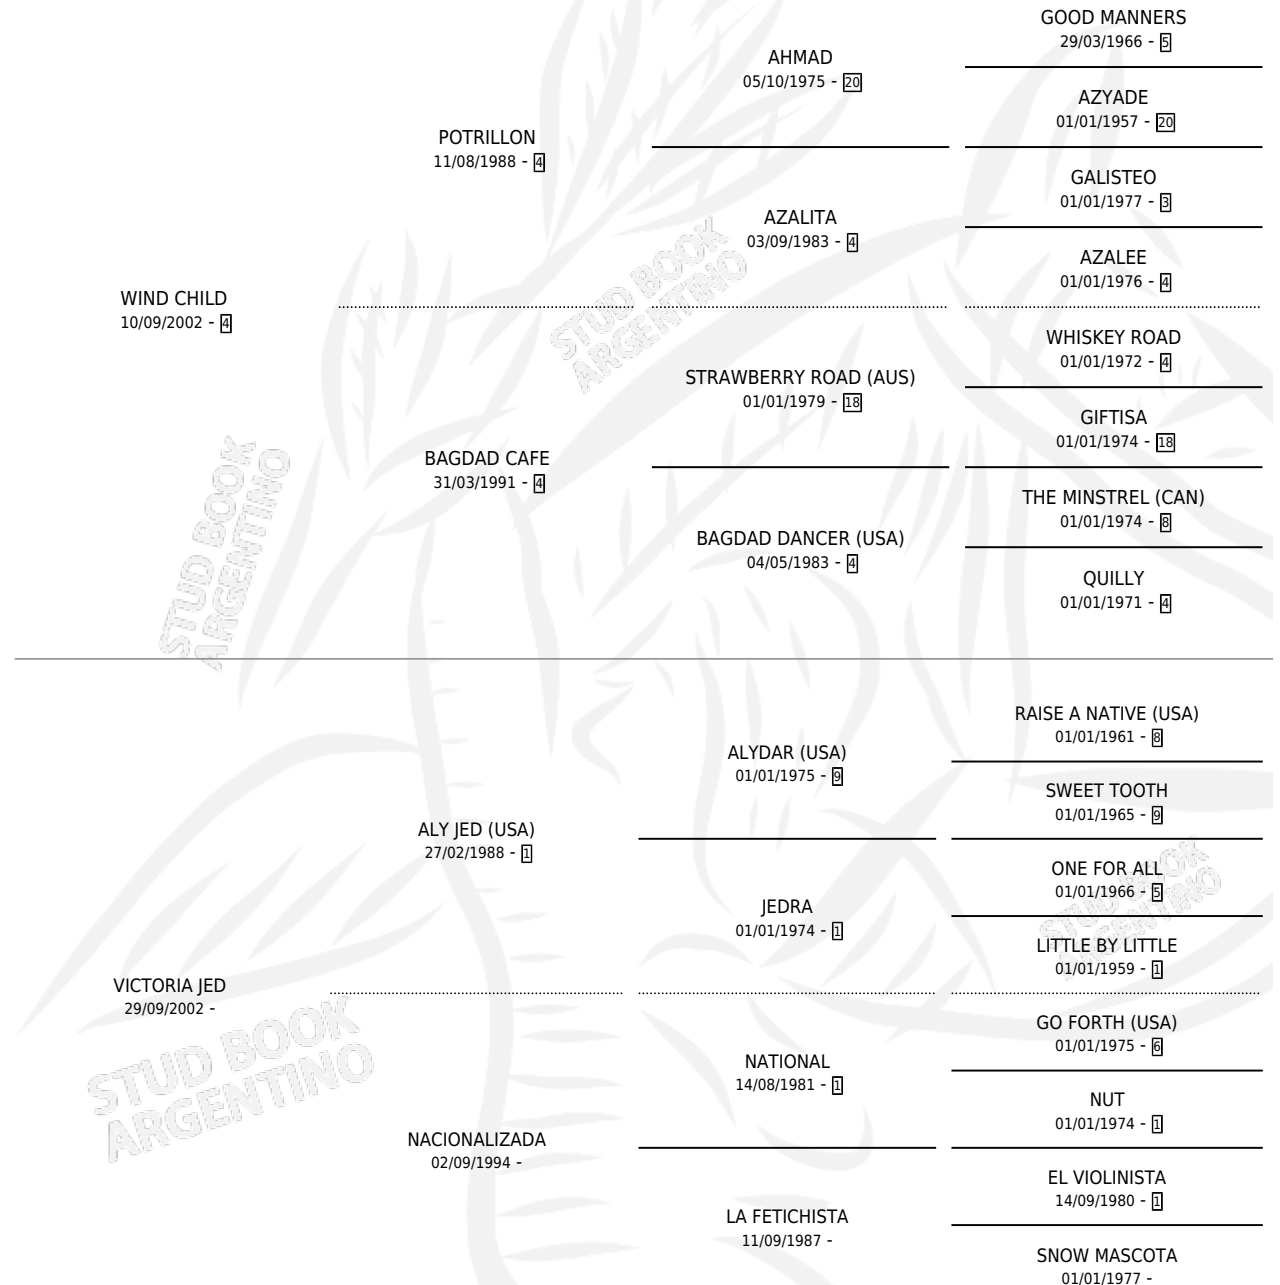 GOOD MANNERS
29/03/1966 - 5
AHMAD
05/10/1975 - 20
AZYADE
01/01/1957 - 20
POTRILLON
11/08/1988 - 4
GALISTEO
01/01/1977 - 3
AZALITA
03/09/1983 - 4
AZALEE
01/01/1976 - 4
WIND CHILD
10/09/2002 - 4
WHISKEY ROAD
01/01/1972 - 4
STRAWBERRY ROAD (AUS)
01/01/1979 - 18
GIFTISA
01/01/1974 - 18
BAGDAD CAFE
31/03/1991 - 4
THE MINSTREL (CAN)
01/01/1974 - 8
BAGDAD DANCER (USA)
04/05/1983 - 4
QUILLY
01/01/1971 - 4
RAISE A NATIVE (USA)
01/01/1961 - 8
ALYDAR (USA)
01/01/1975 - 9
SWEET TOOTH
01/01/1965 - 9
ALY JED (USA)
27/02/1988 - 1
ONE FOR ALL
01/01/1966 - 5
JEDRA
01/01/1974 - 1
LITTLE BY LITTLE
01/01/1959 - 1
VICTORIA JED
29/09/2002 -
GO FORTH (USA)
01/01/1975 - 6
NATIONAL
14/08/1981 - 1
NUT
01/01/1974 - 1
NACIONALIZADA
02/09/1994 -
EL VIOLINISTA
14/09/1980 - 1
LA FETICHISTA
11/09/1987 -
SNOW MASCOTA
01/01/1977 -
STUD BOOK
ARGENTINO
STUD BOOK
ARGENTINO
STUD BOOK
ARGENTINO
STUD BOOK
ARGENTINO